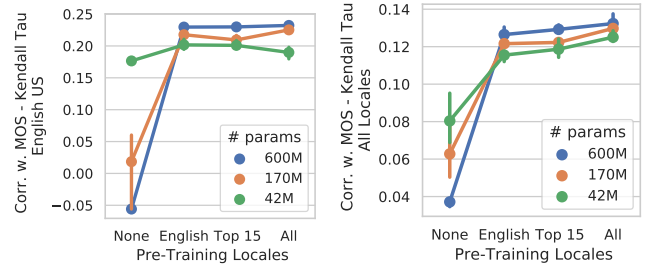 Corr. w. MOS - Kendall Tau
English US
0.25
0.20
0.15
0.10
0.05
0.00
−0.05
# params
600M
170M
42M
None English Top 15 All
Pre-Training Locales
Corr. w. MOS - Kendall Tau
All Locales
0.14
0.12
0.10
0.08
0.06
0.04
# params
600M
170M
42M
None English Top 15 All
Pre-Training Locales